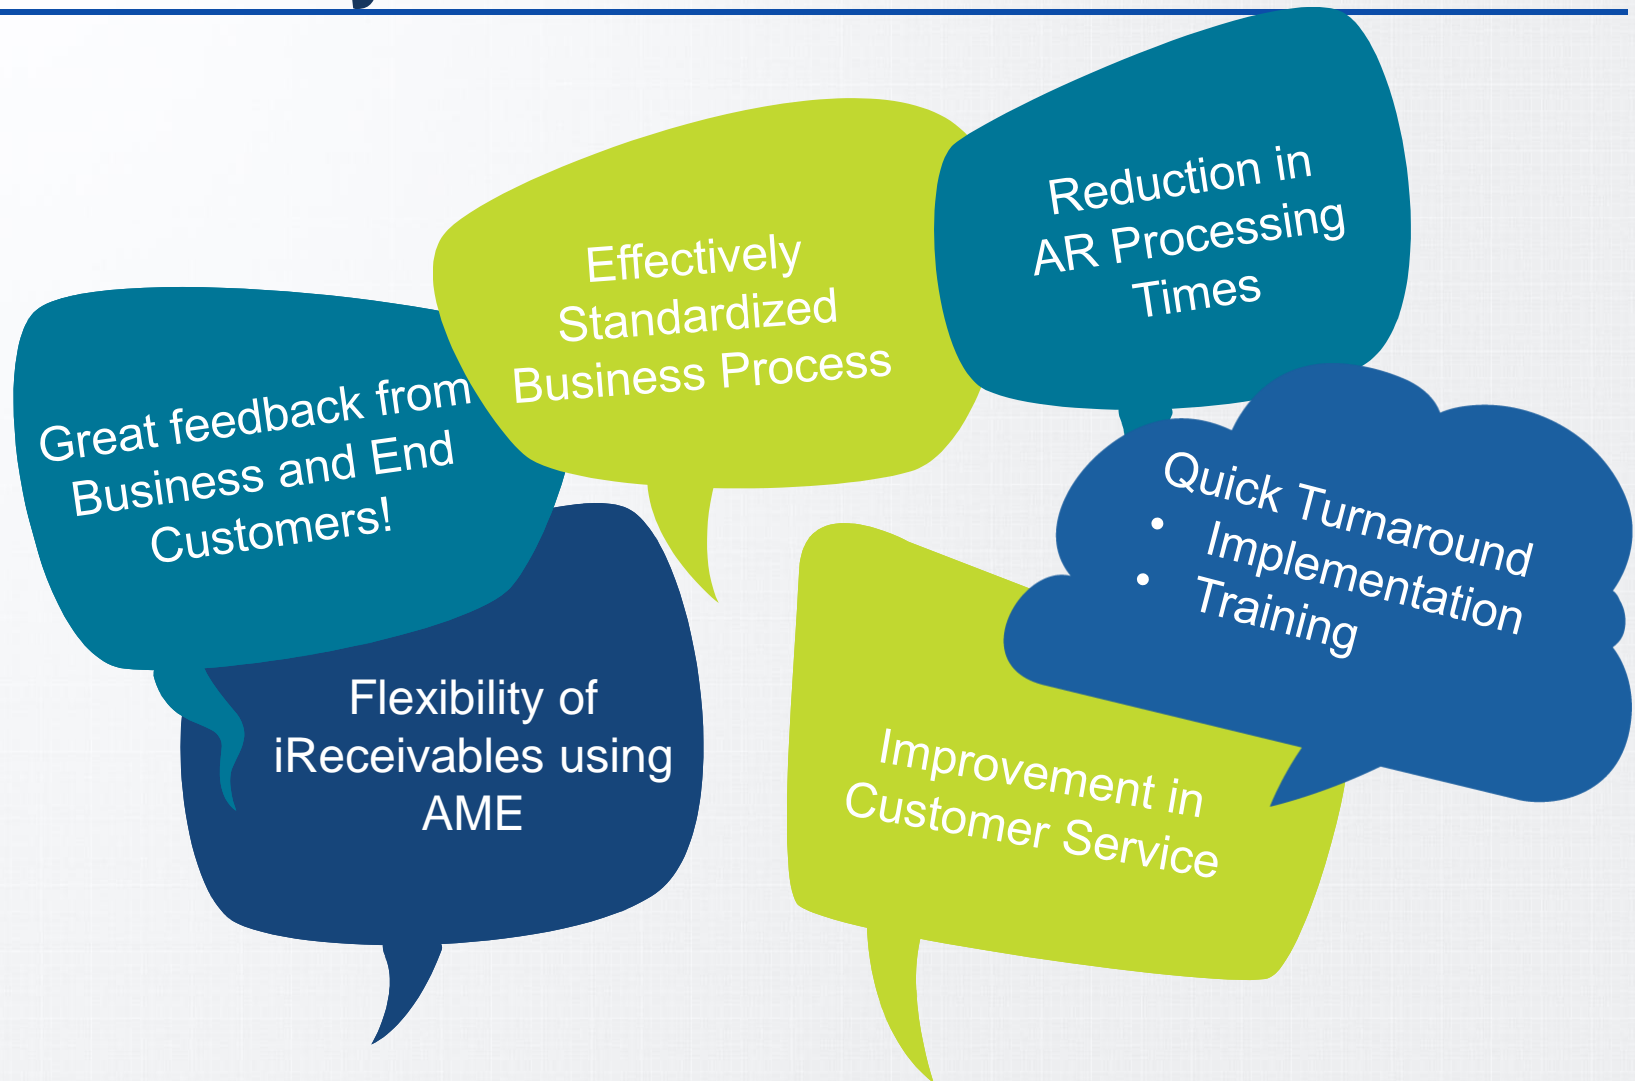 Reduction in
AR Processing
Times
Effectively
Standardized
Business Process
Great feedback from
Business and End
Customers!
Quick Turnaround
• Implementation
• Training
Flexibility of
iReceivables using
AME
Improvement in
Customer Service